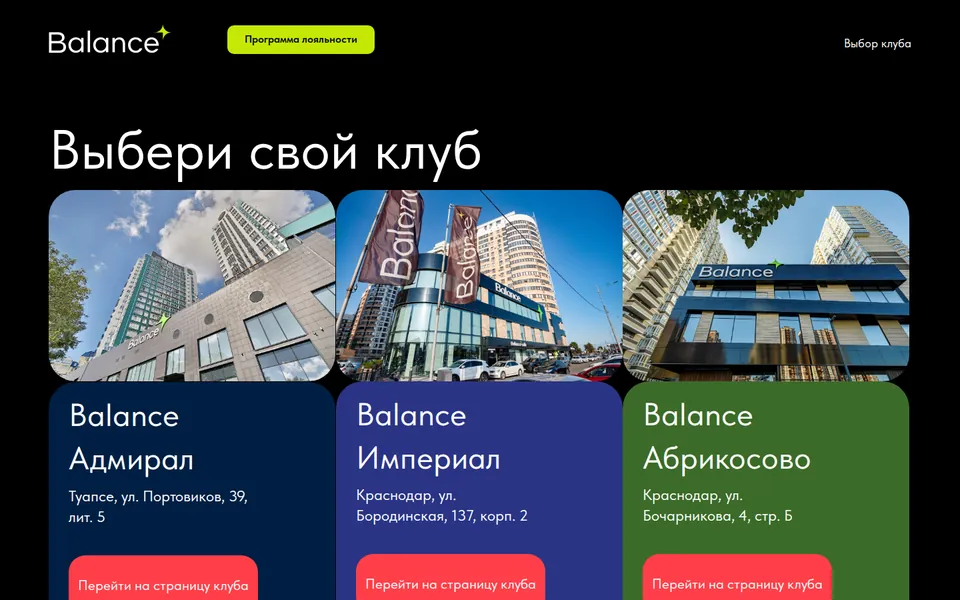 Balance
Программа лояльности
Выбор клуба
Выбери свой клуб
Balance
Balance
Balance
Balance
Balance
Balance
Адмирал
Туапсе, ул. Портовиков, 39,
лит. 5
Перейти на страницу клуба
Balance
Империал
Краснодар, ул.
Бородинская, 137, корп. 2
Перейти на страницу клуба
Balance
Абрикосово
Краснодар, ул.
Бочарникова, 4, стр. Б
Перейти на страницу клуба